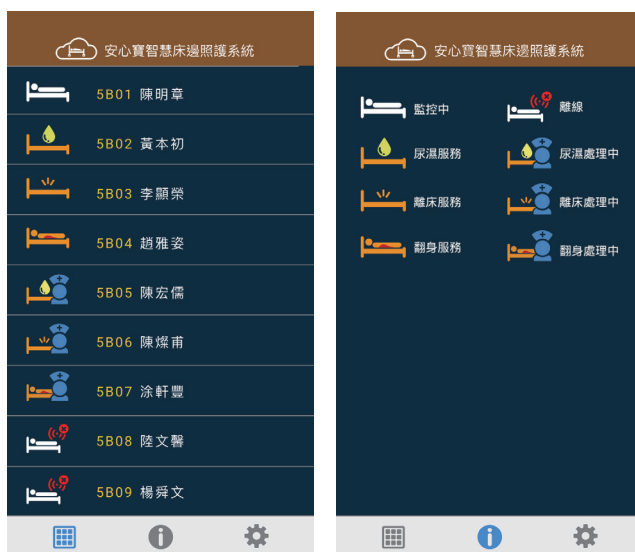 安心寶智慧床邊照護系統
5B01 陳明章
5B02 黃本初
5B03 李顯榮
5B04 趙雅姿
5B05 陳宏儒
5B06 陳燦甫
5B07 涂軒豐
5B08 陸文馨
5B09 楊舜文
安心寶智慧床邊照護系統
監控中
離線
尿濕服務
尿濕處理中
離床服務
離床處理中
翻身服務
翻身處理中